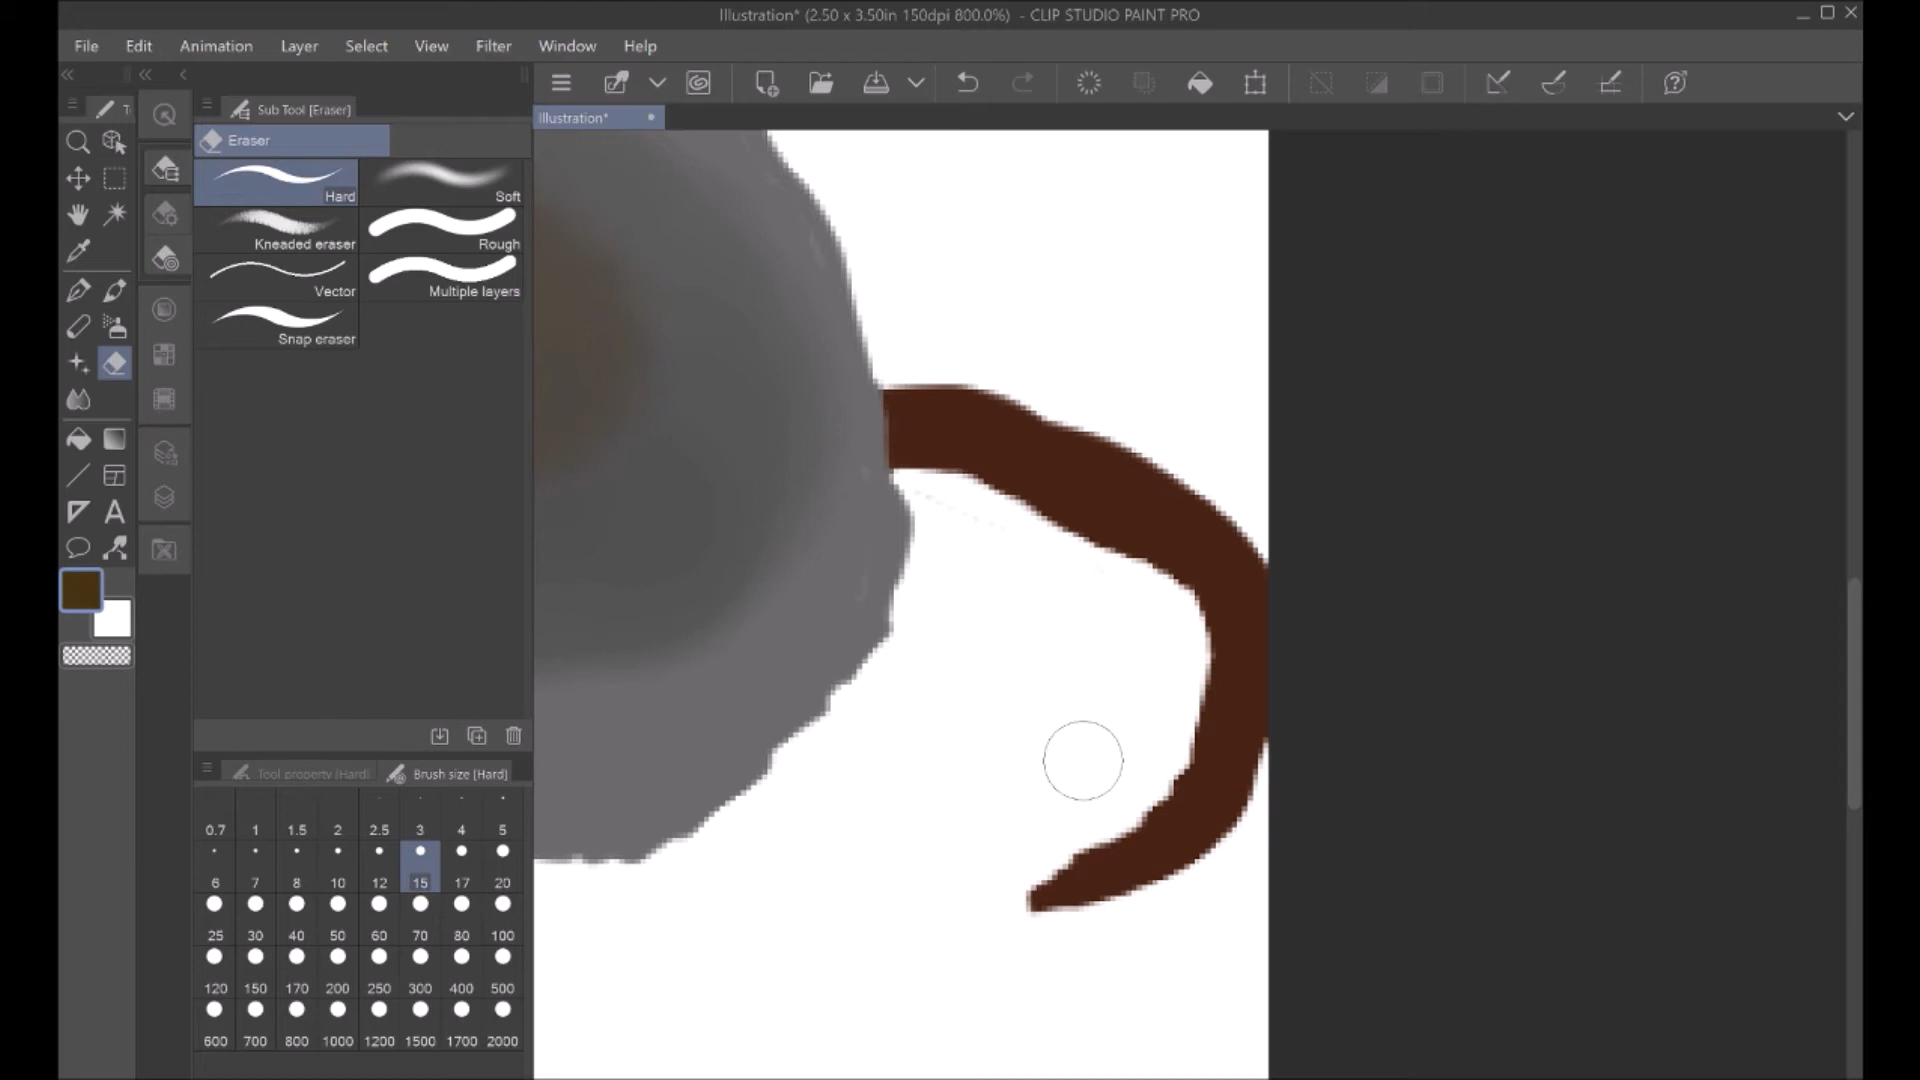 Illustration* (2.50 x 3.50in 150dpi 800.0%) - CLIP STUDIO PAINT PRO
File Edit Animation Layer Select View Filter Window Help
Sub Tool [Eraser]
Illustration*
Eraser
Hard Soft
Kneaded eraser Rough
Vector Multiple layers
Snap eraser
Tool property [Hard] Brush size [Hard]
0.7 1 1.5 2 2.5 3 4 5
6 7 8 10 12 15 17 20
25 30 40 50 60 70 80 100
120 150 170 200 250 300 400 500
600 700 800 1000 1200 1500 1700 2000